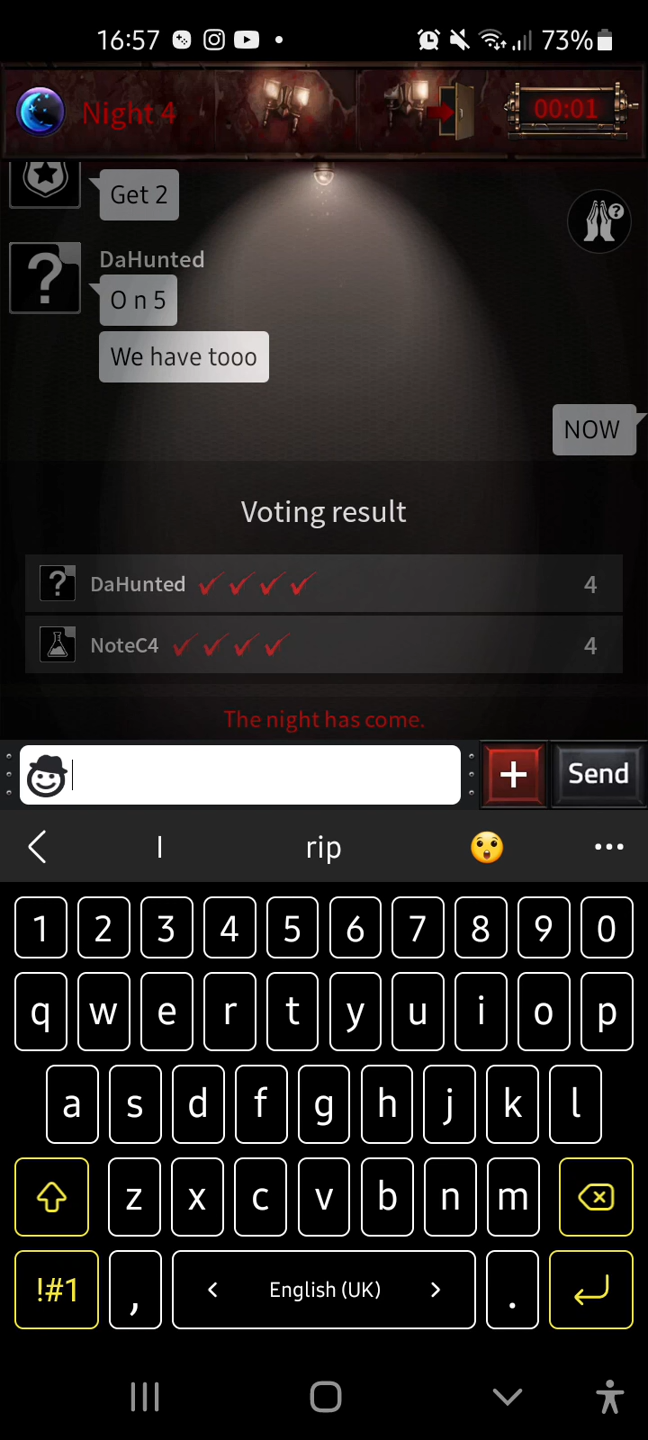 16:57 73%
Night 4 00:01
Get 2
DaHunted
O n 5
We have tooo
NOW
Voting result
DaHunted 4
NoteC4 4
The night has come.
+ Send
I rip ...
1 2 3 4 5 6 7 8 9 0
q w e r t y u i o p
a s d f g h j k l
z x c v b n m
!#1 , < English (UK) > .